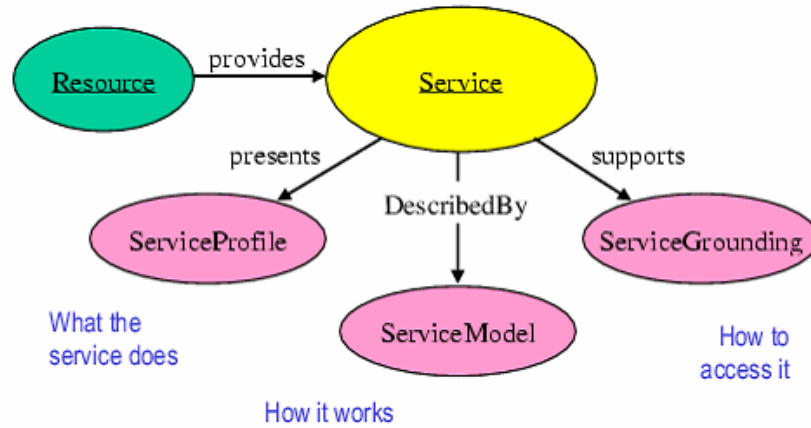 provides
Resource
Service
presents
supports
DescribedBy
ServiceProfile
ServiceGrounding
What the
service does
ServiceModel
How to
access it
How it works